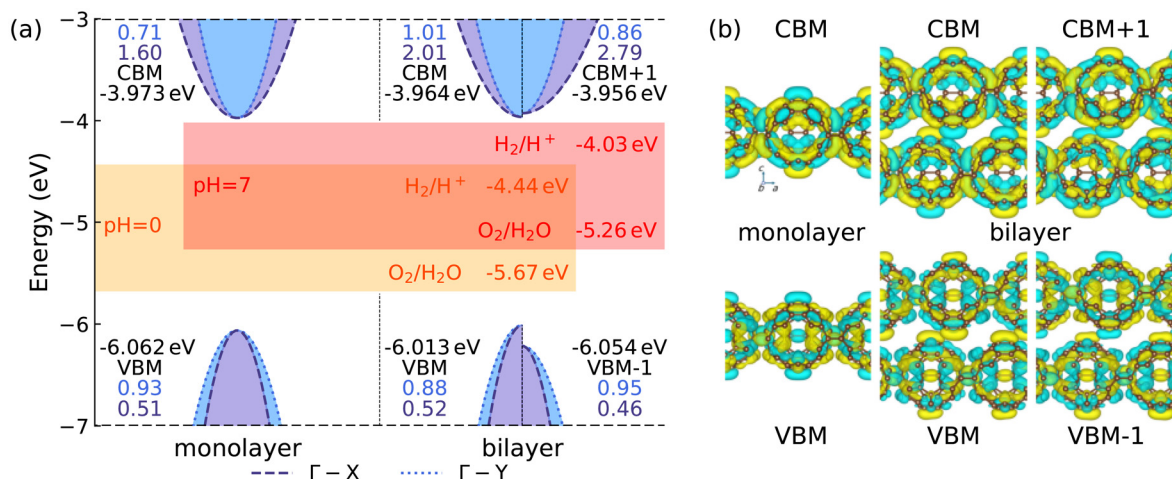 (a)
Energy (eV)
−3
−4
−5
−6
−7
0.71
1.60
CBM
-3.973 eV
1.01
2.01
CBM
-3.964 eV
0.86
2.79
CBM+1
-3.956 eV
H₂/H⁺ -4.03 eV
pH=7
H₂/H⁺ -4.44 eV
pH=0
O₂/H₂O -5.26 eV
O₂/H₂O -5.67 eV
-6.062 eV
VBM
0.93
0.51
-6.013 eV
VBM
0.88
0.52
-6.054 eV
VBM-1
0.95
0.46
monolayer
bilayer
Γ − X
Γ − Y
(b)
CBM
CBM
CBM+1
c
b
a
monolayer
bilayer
VBM
VBM
VBM-1